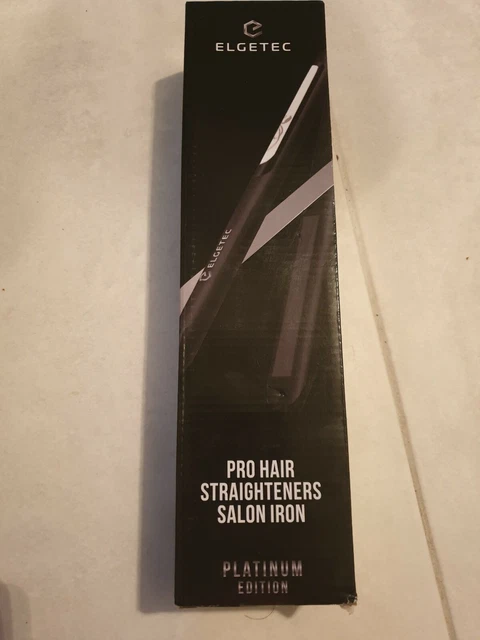 ELGETEC
ELGETEC
PRO HAIR
STRAIGHTENERS
SALON IRON
PLATINUM
EDITION